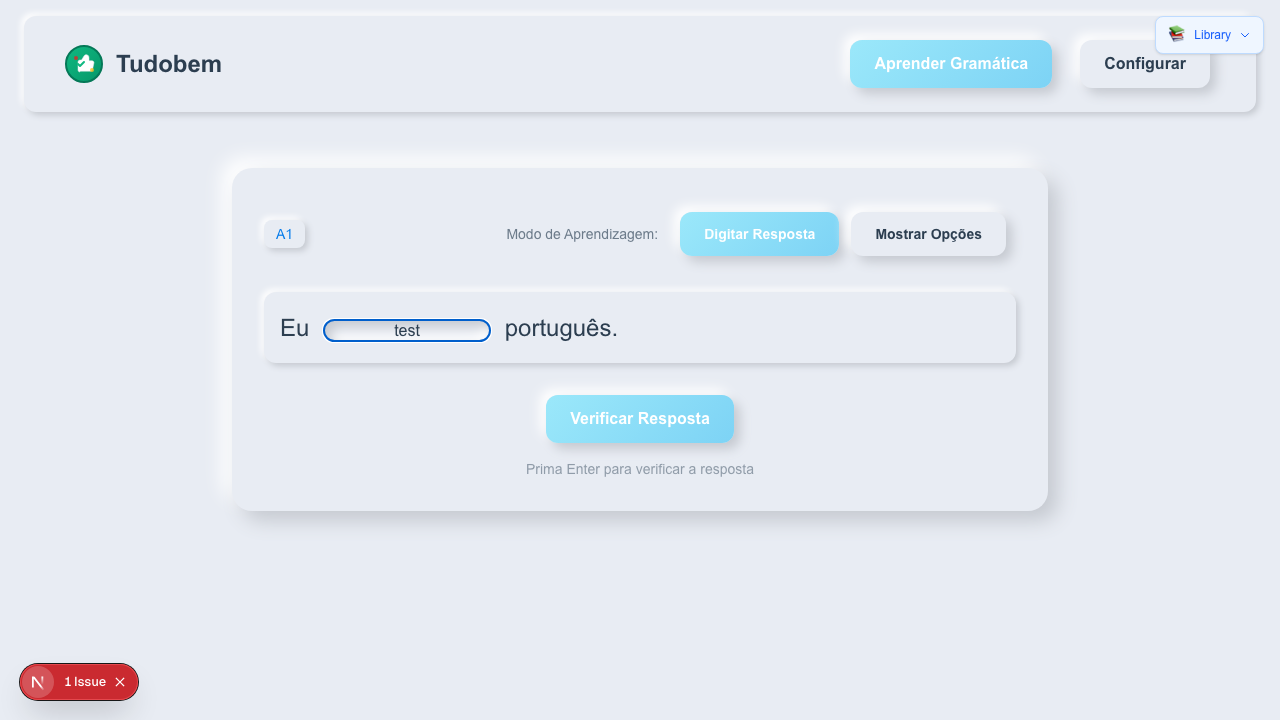 Tudobem
Aprender Gramática
Configurar
Library
A1
Modo de Aprendizagem:
Digitar Resposta
Mostrar Opções
Eu test português.
Verificar Resposta
Prima Enter para verificar a resposta
1 Issue